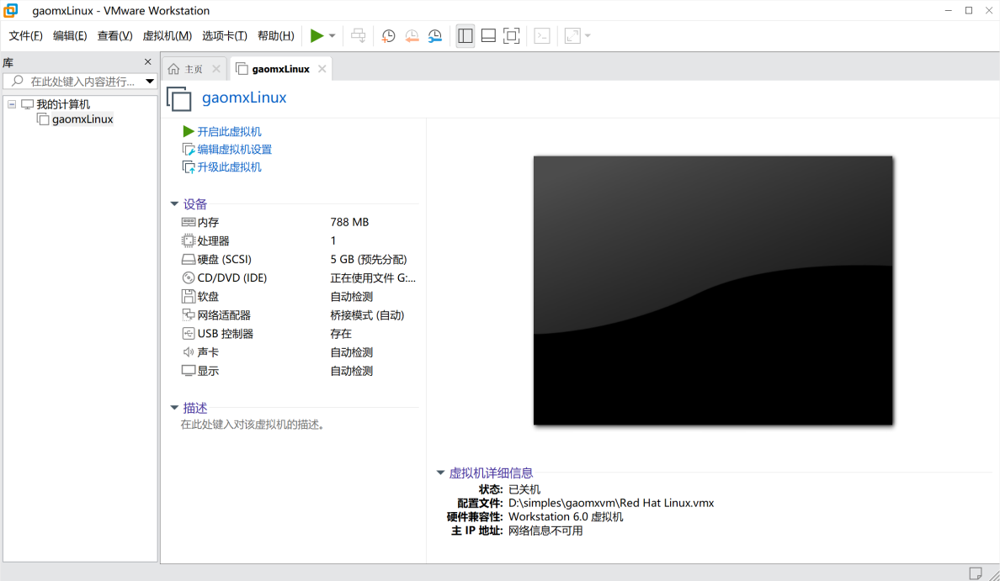 gaomxLinux - VMware Workstation
文件(F) 编辑(E) 查看(V) 虚拟机(M) 选项卡(T) 帮助(H)
库
在此处键入内容进行...
我的计算机
gaomxLinux
主页 gaomxLinux
gaomxLinux
开启此虚拟机
编辑虚拟机设置
升级此虚拟机
设备
内存 788 MB
处理器 1
硬盘 (SCSI) 5 GB (预先分配)
CD/DVD (IDE) 正在使用文件 G:...
软盘 自动检测
网络适配器 桥接模式 (自动)
USB 控制器 存在
声卡 自动检测
显示 自动检测
描述
在此处键入对该虚拟机的描述。
虚拟机详细信息
状态: 已关机
配置文件: D:\simples\gaomxvm\Red Hat Linux.vmx
硬件兼容性: Workstation 6.0 虚拟机
主 IP 地址: 网络信息不可用